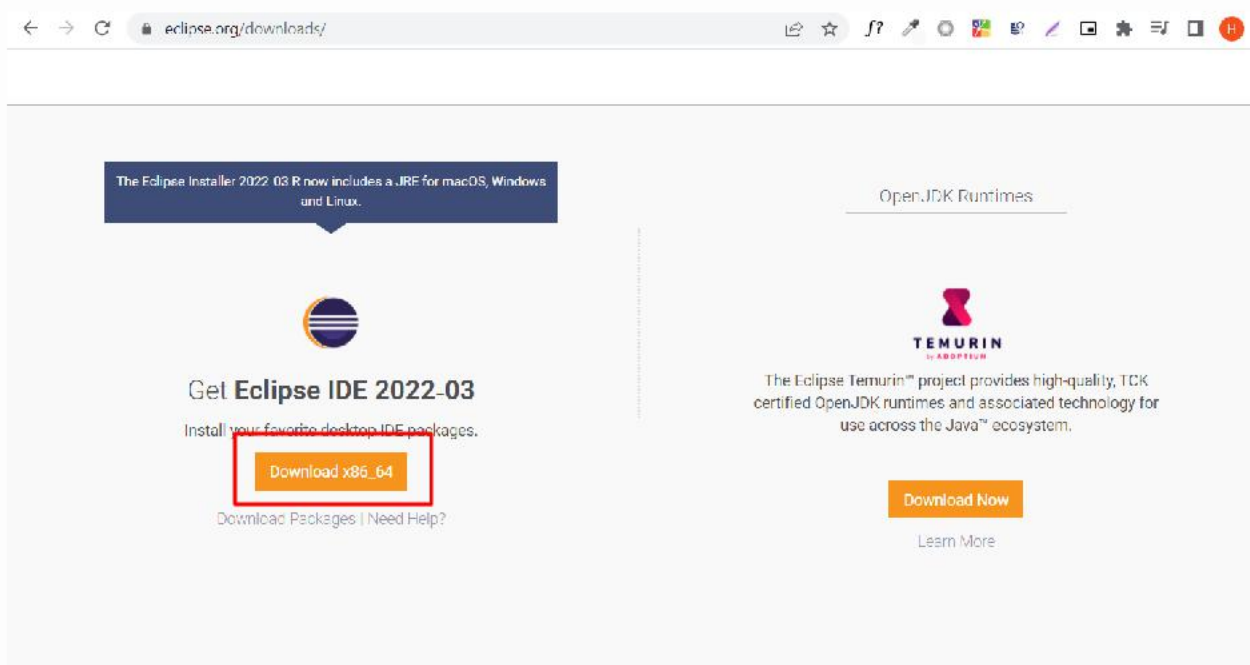 eclipse.org/downloads/
f?
H
The Eclipse Installer 2022-03 R now includes a JRE for macOS, Windows
and Linux.
Get Eclipse IDE 2022-03
Install your favorite desktop IDE packages.
Download x86_64
Download Packages | Need Help?
OpenJDK Runtimes
TEMURIN
by ADOPTIUM
The Eclipse Temurin™ project provides high-quality, TCK
certified OpenJDK runtimes and associated technology for
use across the Java™ ecosystem.
Download Now
Learn More